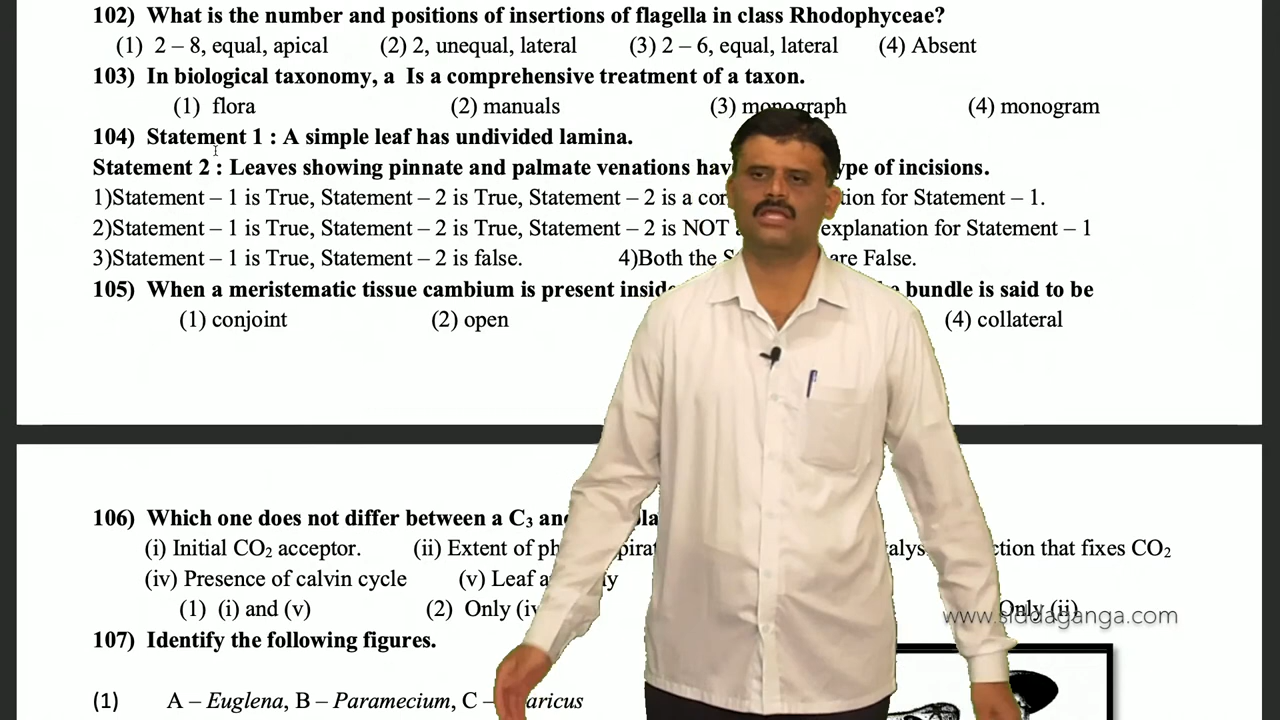 102) What is the number and positions of insertions of flagella in class Rhodophyceae?
(1) 2 – 8, equal, apical (2) 2, unequal, lateral (3) 2 – 6, equal, lateral (4) Absent
103) In biological taxonomy, a Is a comprehensive treatment of a taxon.
(1) flora (2) manuals (3) monograph (4) monogram
104) Statement 1 : A simple leaf has undivided lamina.
Statement 2 : Leaves showing pinnate and palmate venations of incisions.
1)Statement – 1 is True, Statement – 2 is True, Statement – 2 is a for Statement – 1.
2)Statement – 1 is True, Statement – 2 is True, Statement – 2 is NOT explanation for Statement – 1
3)Statement – 1 is True, Statement – 2 is false. 4)Both the are False.
105) When a meristematic tissue cambium is present bundle is said to be
(1) conjoint (2) open (4) collateral
106) Which one does not differ between a C₃
(i) Initial CO₂ acceptor. (ii) Extent of that fixes CO₂
(iv) Presence of calvin cycle (v) Leaf
(1) (i) and (v) (2) Only Only (ii)
www.siddaganga.com
107) Identify the following figures.
(1) A – Euglena, B – Paramecium, C –